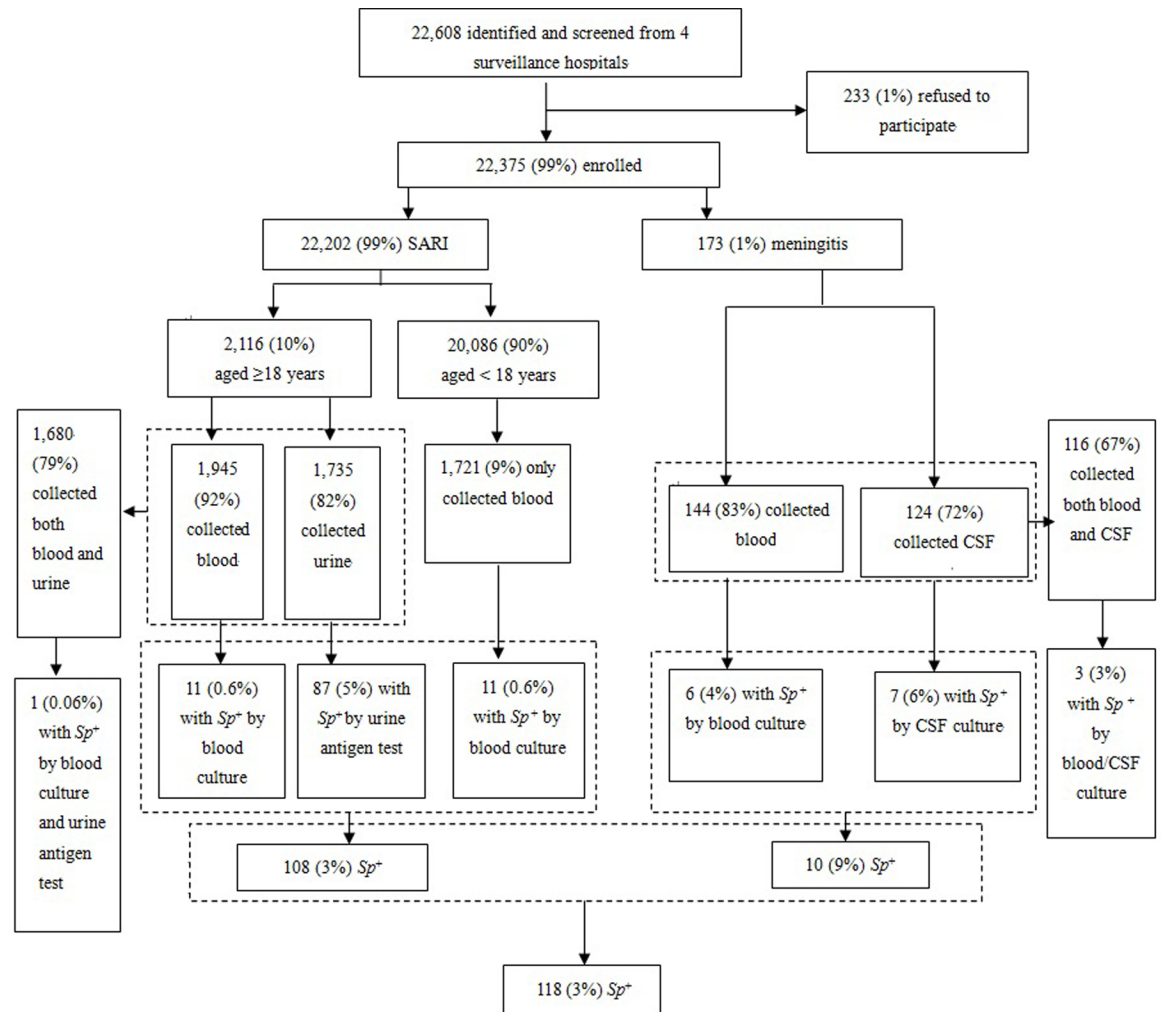 22,608 identified and screened from 4
surveillance hospitals
233 (1%) refused to
participate
22,375 (99%) enrolled
22,202 (99%) SARI
173 (1%) meningitis
2,116 (10%)
aged ≥18 years
20,086 (90%)
aged < 18 years
1,680
(79%)
collected
both
blood and
urine
1,945
(92%)
collected
blood
1,735
(82%)
collected
urine
1,721 (9%) only
collected blood
144 (83%) collected
blood
124 (72%)
collected CSF
116 (67%)
collected
both blood
and CSF
1 (0.06%)
with Sp⁺
by blood
culture
and urine
antigen
test
11 (0.6%)
with Sp⁺ by
blood
culture
87 (5%) with
Sp⁺ by urine
antigen test
11 (0.6%)
with Sp⁺ by
blood culture
6 (4%) with Sp⁺
by blood culture
7 (6%) with Sp⁺
by CSF culture
3 (3%)
with Sp⁺
by
blood/CSF
culture
108 (3%) Sp⁺
10 (9%) Sp⁺
118 (3%) Sp⁺